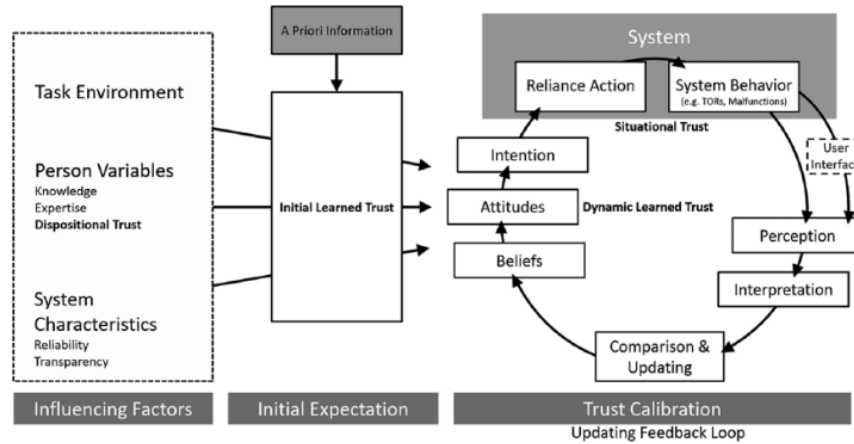 Task Environment
Person Variables
Knowledge
Expertise
Dispositional Trust
System
Characteristics
Reliability
Transparency
Influencing Factors
A Priori Information
Initial Learned Trust
Initial Expectation
System
Reliance Action
System Behavior
(e.g. TORs, Malfunctions)
Situational Trust
Intention
Attitudes
Dynamic Learned Trust
Beliefs
User
Interfac
Perception
Interpretation
Comparison &
Updating
Trust Calibration
Updating Feedback Loop